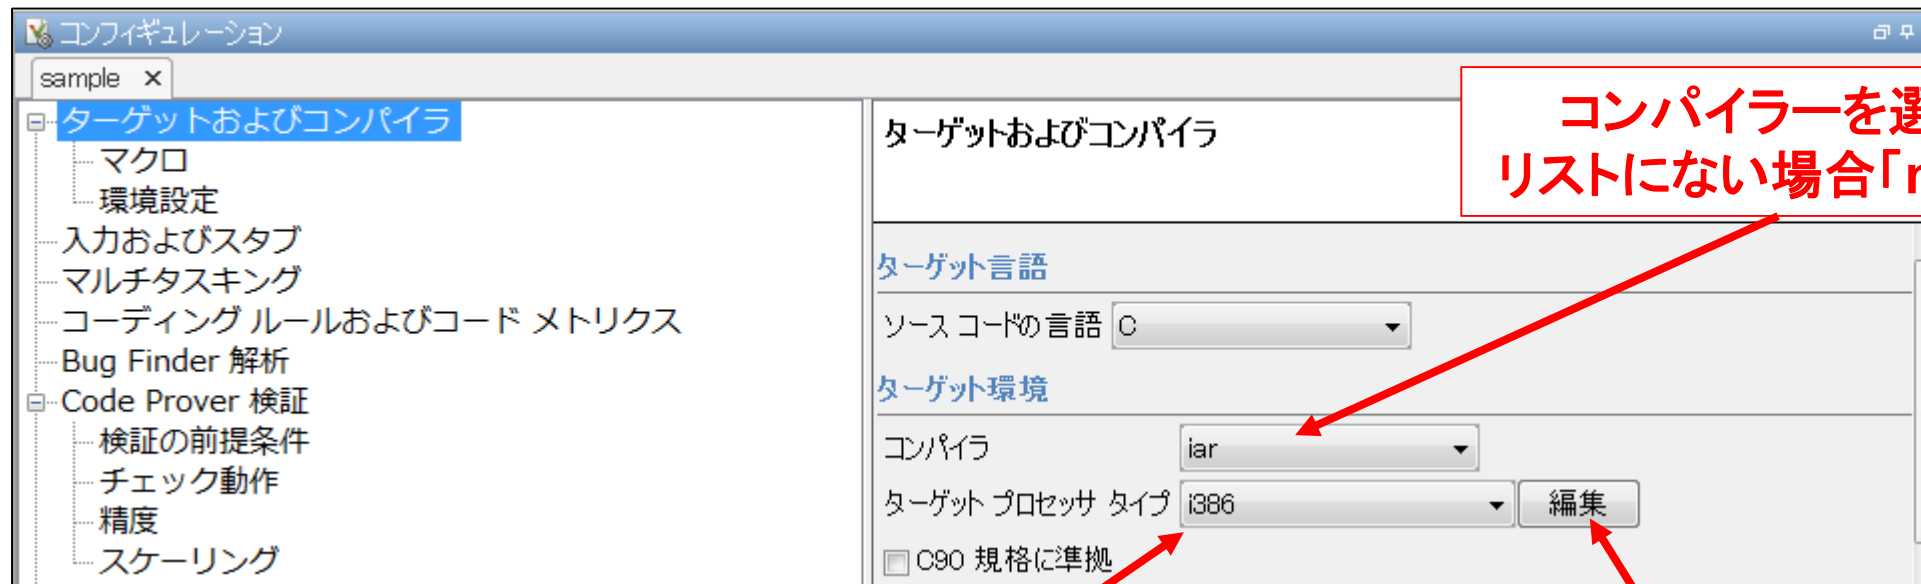 コンフィギュレーション
sample
ターゲットおよびコンパイラ
マクロ
環境設定
入力およびスタブ
マルチタスキング
コーディング ルールおよびコード メトリクス
Bug Finder 解析
Code Prover 検証
検証の前提条件
チェック動作
精度
スケーリング
ターゲットおよびコンパイラ
コンパイラーを選
リストにない場合「
ターゲット言語
ソース コードの言語 C
ターゲット環境
コンパイラ iar
ターゲット プロセッサ タイプ i386 編集
C90 規格に準拠